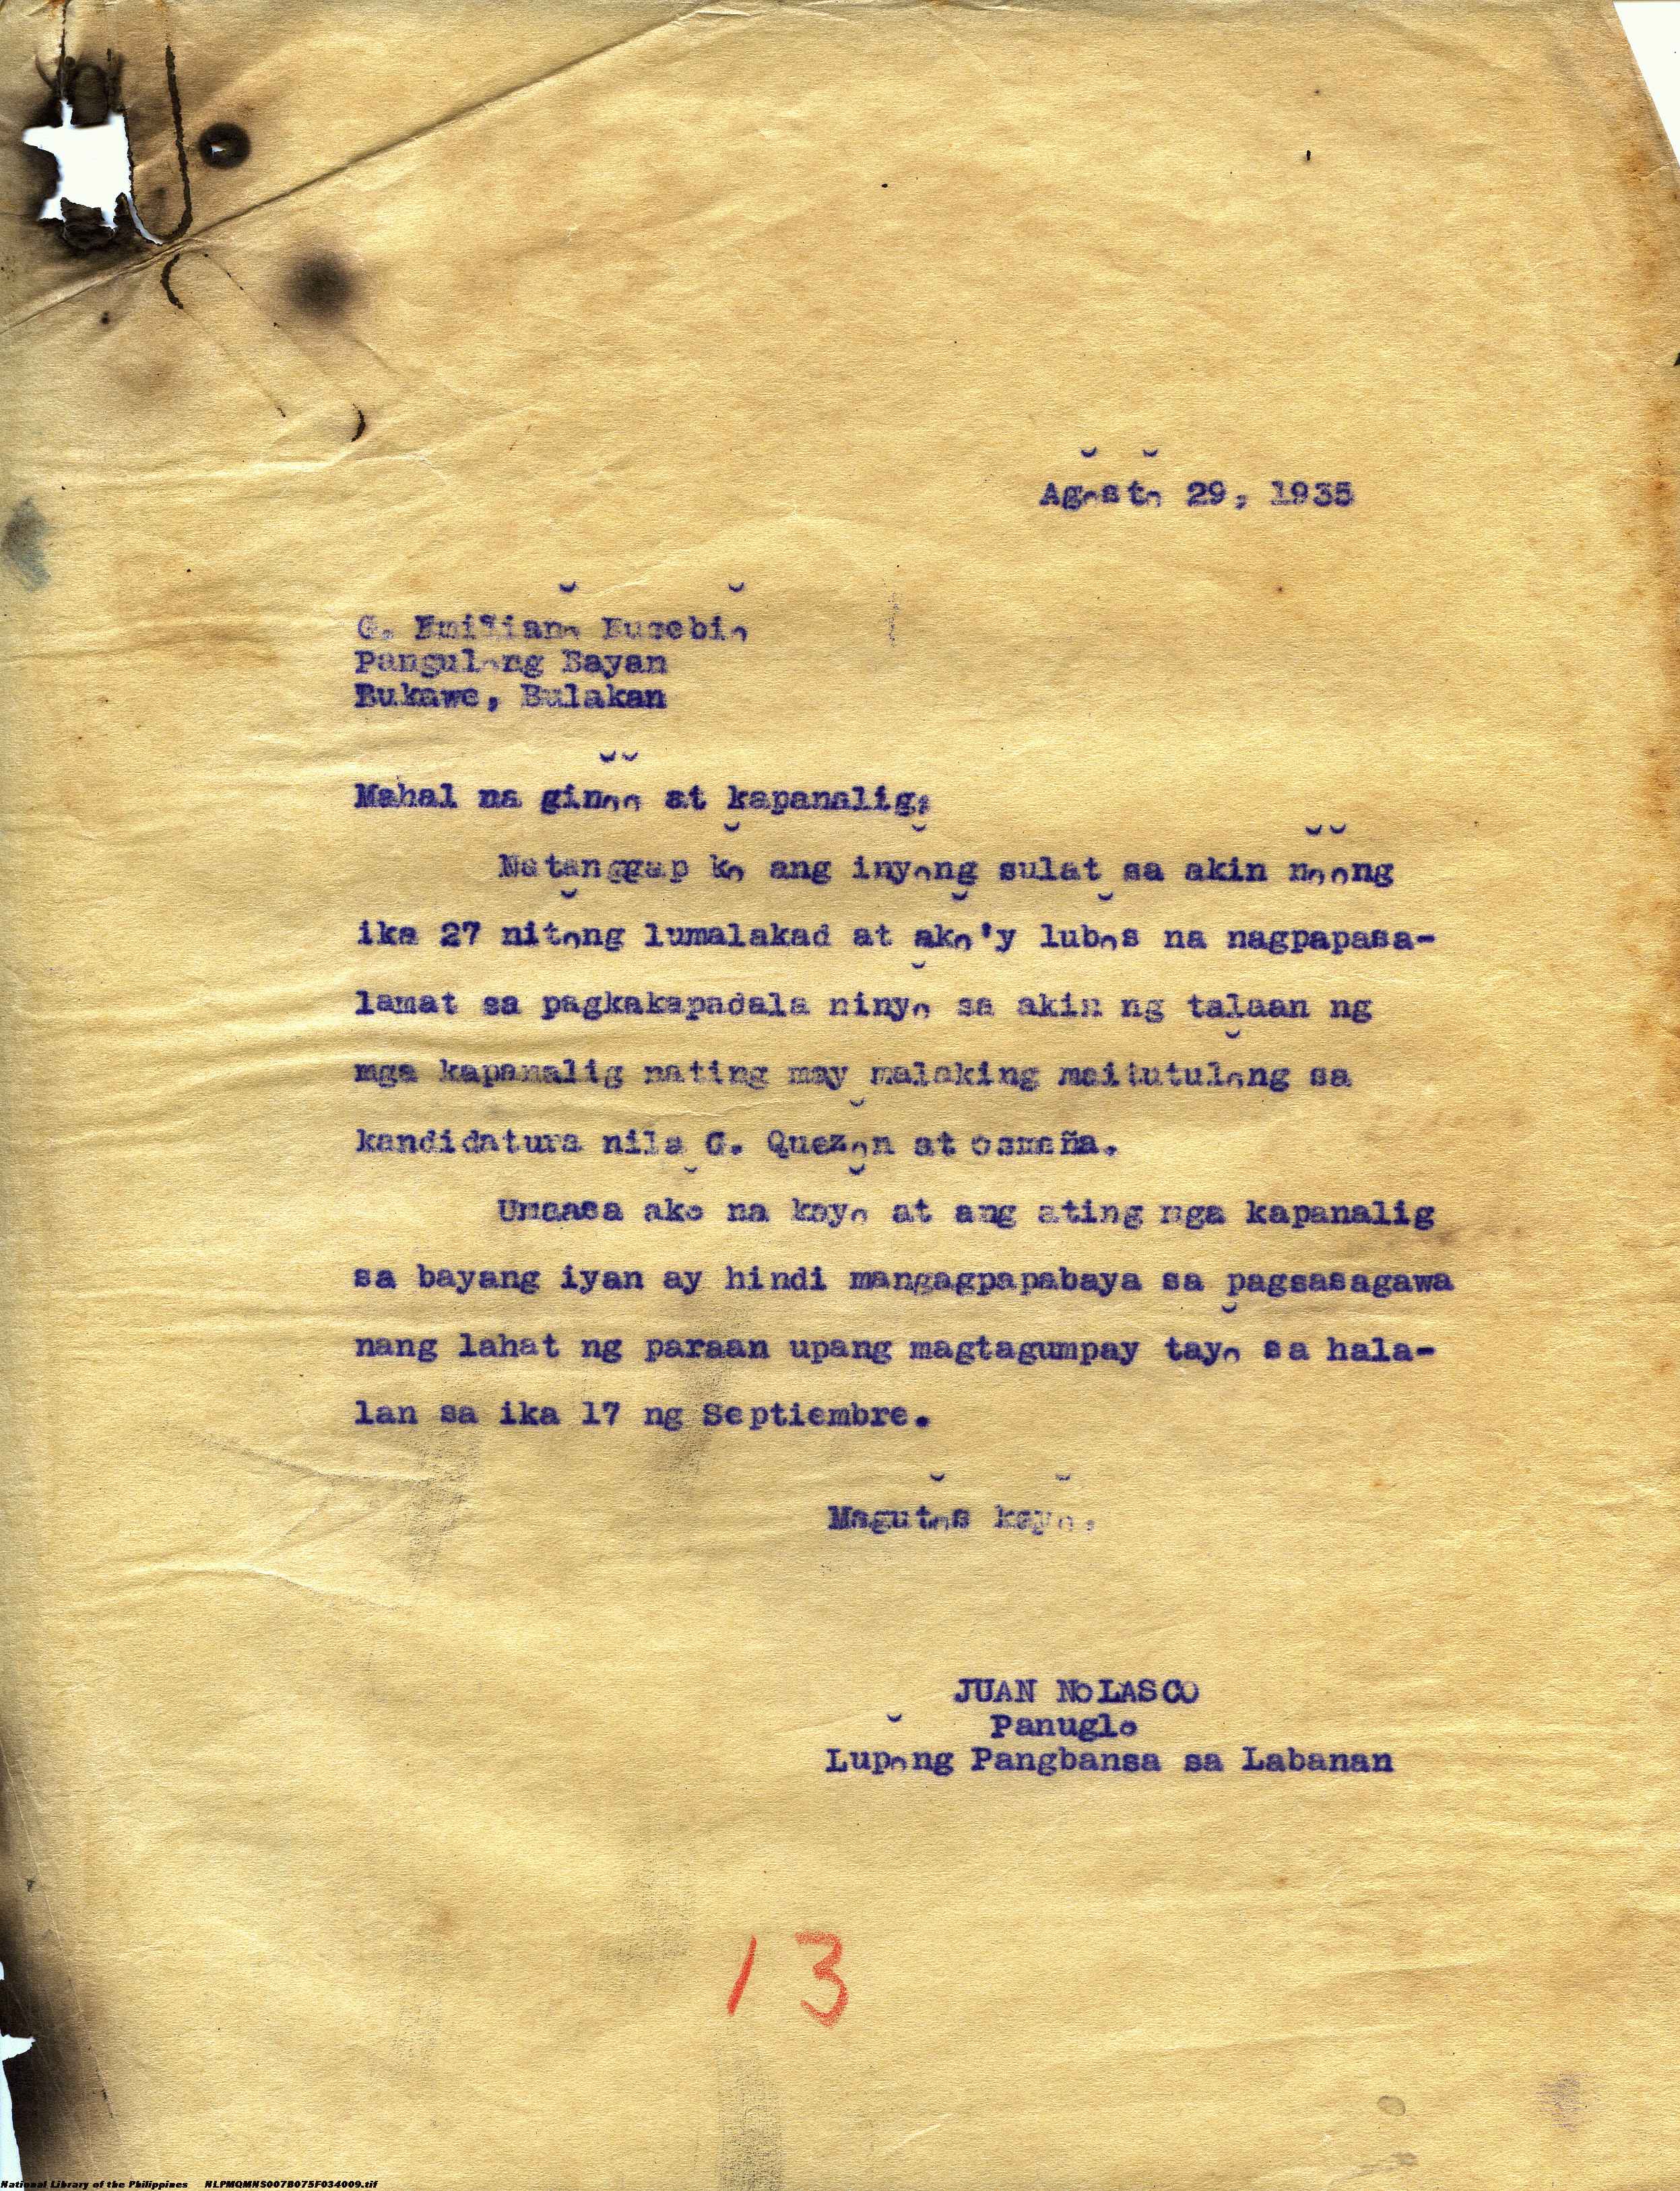 Agosto 29, 1935
G. Emiliano Eusebio
Pangulong Bayan
Bukawe, Bulakan
Mahal na ginoo at kapanalig:
Natanggap ko ang inyong sulat sa akin noong
ika 27 nitong lumalakad at ako'y lubos na nagpapasa-
lamat sa pagkakapadala ninyo sa akin ng talaan ng
mga kapanalig nating may malaking maitutulong sa
kandidatura nila G. Quezon at osmeña.
Umaasa ako na kayo at ang ating mga kapanalig
sa bayang iyan ay hindi mangagpapabaya sa pagsasagawa
nang lahat ng paraan upang magtagumpay tayo sa hala-
lan sa ika 17 ng Septiembre.
Magutos kayo.
JUAN NoLASCO
Panuglo
Lupong Pangbansa sa Labanan
13
National Library of the Philippines NLPMQMNS007B075F034009.tif